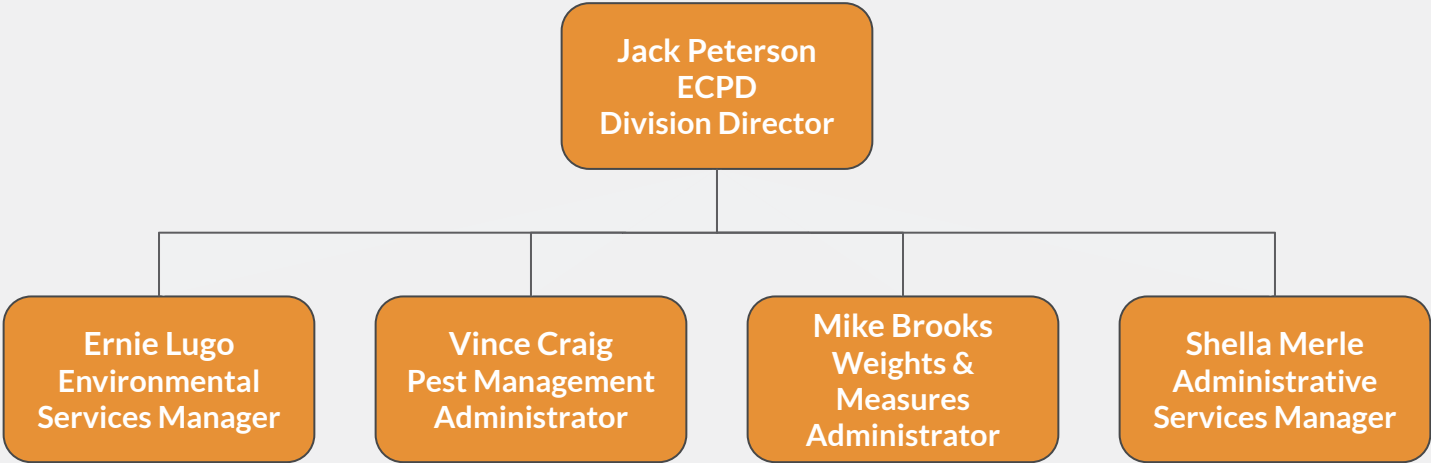 Jack Peterson
ECPD
Division Director
Ernie Lugo
Environmental
Services Manager
Vince Craig
Pest Management
Administrator
Mike Brooks
Weights &
Measures
Administrator
Shella Merle
Administrative
Services Manager